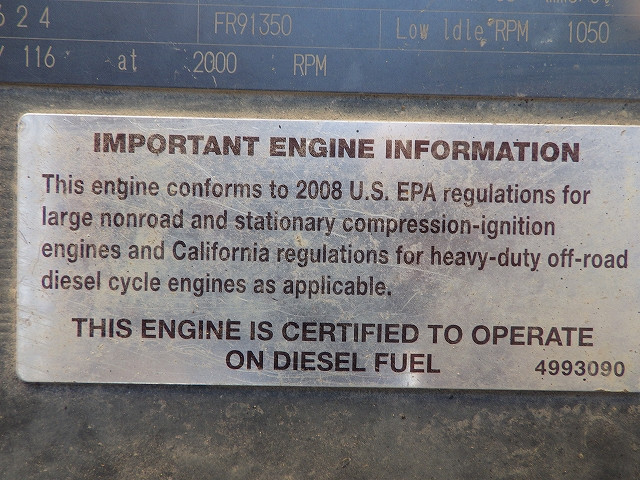 624
FR91350
Low Idle RPM 1050
116 at 2000 RPM
IMPORTANT ENGINE INFORMATION
This engine conforms to 2008 U.S. EPA regulations for
large nonroad and stationary compression-ignition
engines and California regulations for heavy-duty off-road
diesel cycle engines as applicable.
THIS ENGINE IS CERTIFIED TO OPERATE
ON DIESEL FUEL
4993090